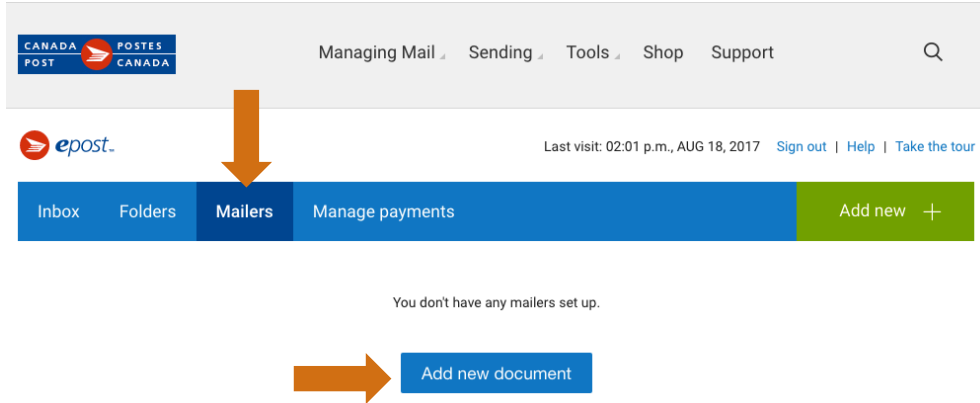 CANADA POSTES
POST CANADA
Managing Mail Sending Tools Shop Support
epost™
Last visit: 02:01 p.m., AUG 18, 2017 Sign out | Help | Take the tour
Inbox Folders Mailers Manage payments Add new +
You don't have any mailers set up.
Add new document